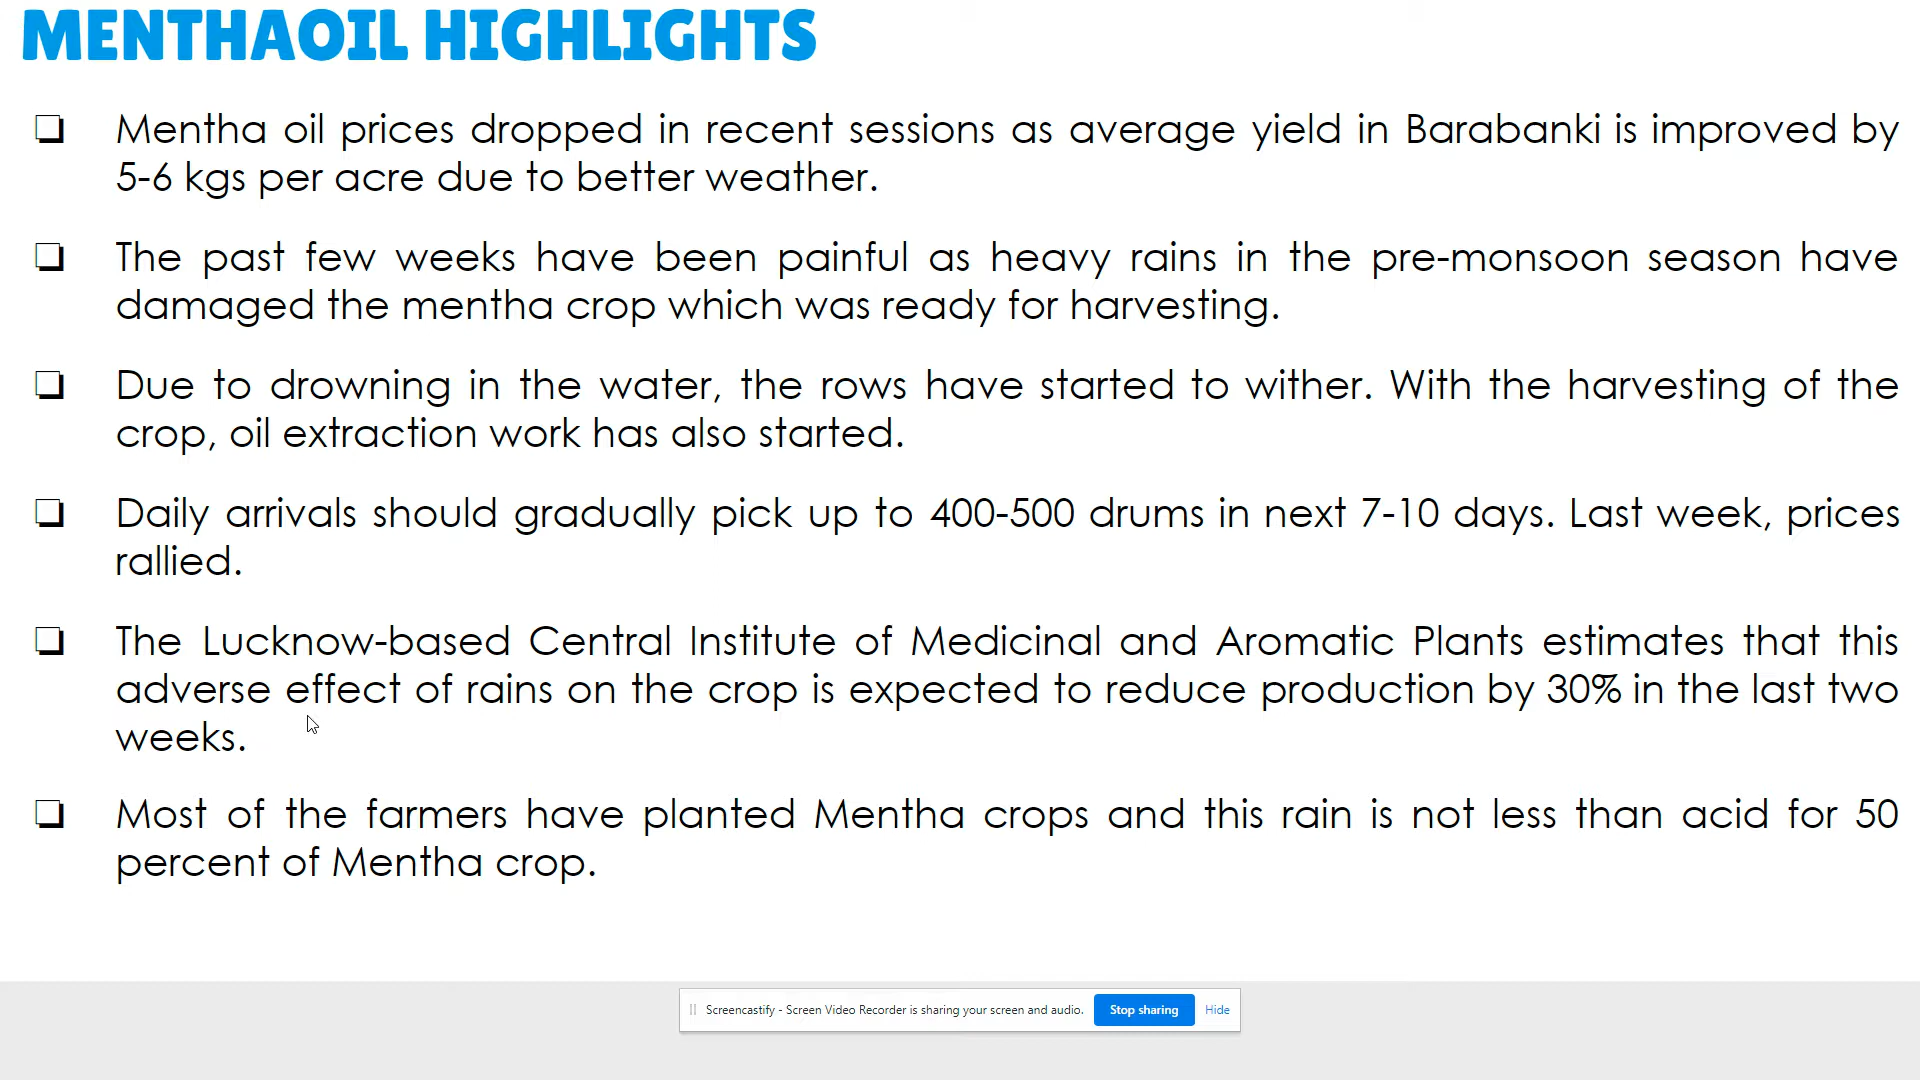 MENTHAOIL HIGHLIGHTS
❏ Mentha oil prices dropped in recent sessions as average yield in Barabanki is improved by
5-6 kgs per acre due to better weather.
❏ The past few weeks have been painful as heavy rains in the pre-monsoon season have
damaged the mentha crop which was ready for harvesting.
❏ Due to drowning in the water, the rows have started to wither. With the harvesting of the
crop, oil extraction work has also started.
❏ Daily arrivals should gradually pick up to 400-500 drums in next 7-10 days. Last week, prices
rallied.
❏ The Lucknow-based Central Institute of Medicinal and Aromatic Plants estimates that this
adverse effect of rains on the crop is expected to reduce production by 30% in the last two
weeks.
❏ Most of the farmers have planted Mentha crops and this rain is not less than acid for 50
percent of Mentha crop.
Screencastify - Screen Video Recorder is sharing your screen and audio. Stop sharing Hide